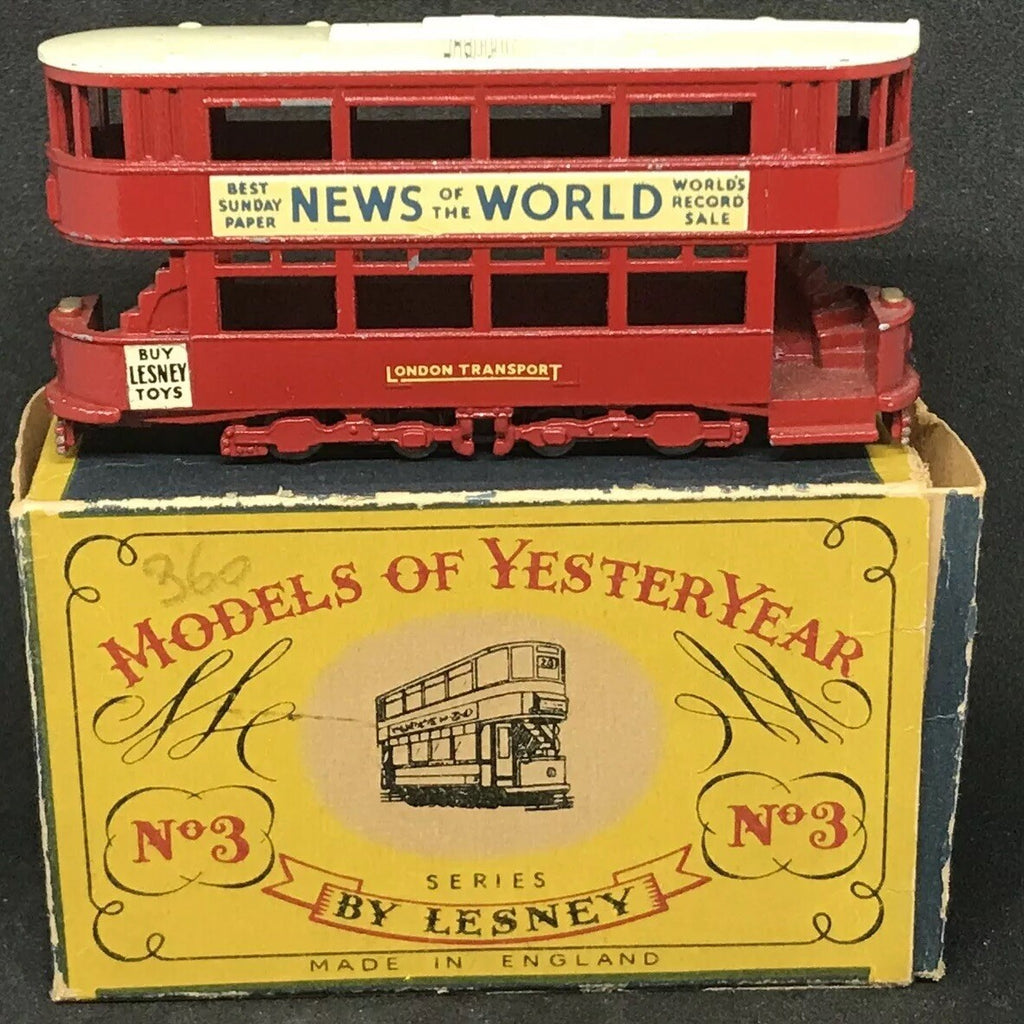 BEST
SUNDAY
PAPER
NEWS OF THE WORLD
WORLD'S
RECORD
SALE
BUY
LESNEY
TOYS
LONDON TRANSPORT
360
MODELS OF YESTERYEAR
No3
No3
SERIES
BY LESNEY
MADE IN ENGLAND